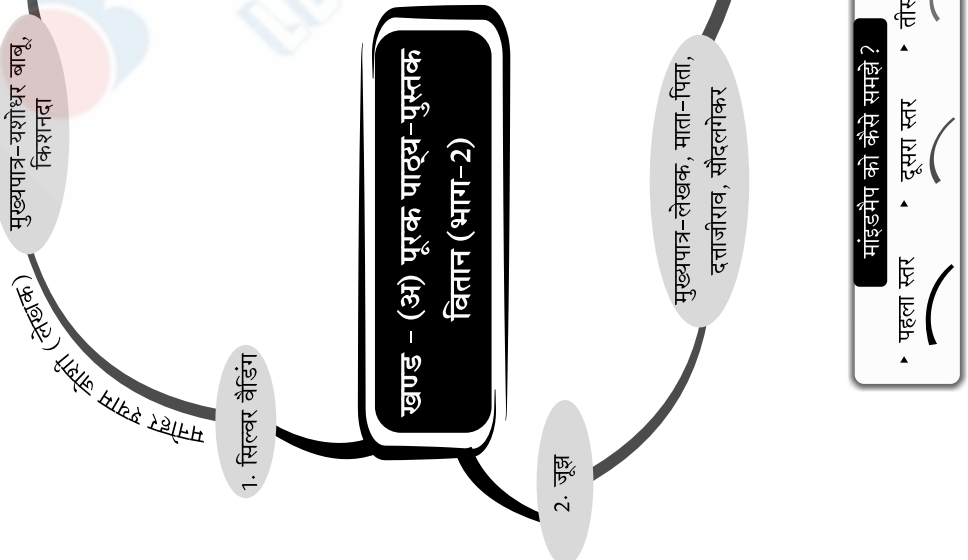 खण्ड - (अ) पूरक पाठ्य-पुस्तक
वितान (भाग-2)
1. सिल्वर वैडिंग
मनोहर श्याम जोशी (लेखक)
मुख्यपात्र-यशोधर बाबू,
किशनदा
2. जूझ
मुख्यपात्र-लेखक, माता-पिता,
दत्ताजीराव, सौंदलगेकर
मांइडमैप को कैसे समझे?
▸ पहला स्तर ▸ दूसरा स्तर ▸